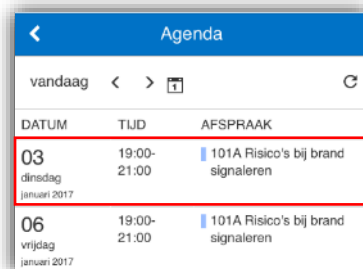 Agenda
vandaag
1
DATUM TIJD AFSPRAAK
03 19:00- 101A Risico's bij brand
dinsdag 21:00 signaleren
januari 2017
06 19:00- 101A Risico's bij brand
vrijdag 21:00 signaleren
januari 2017